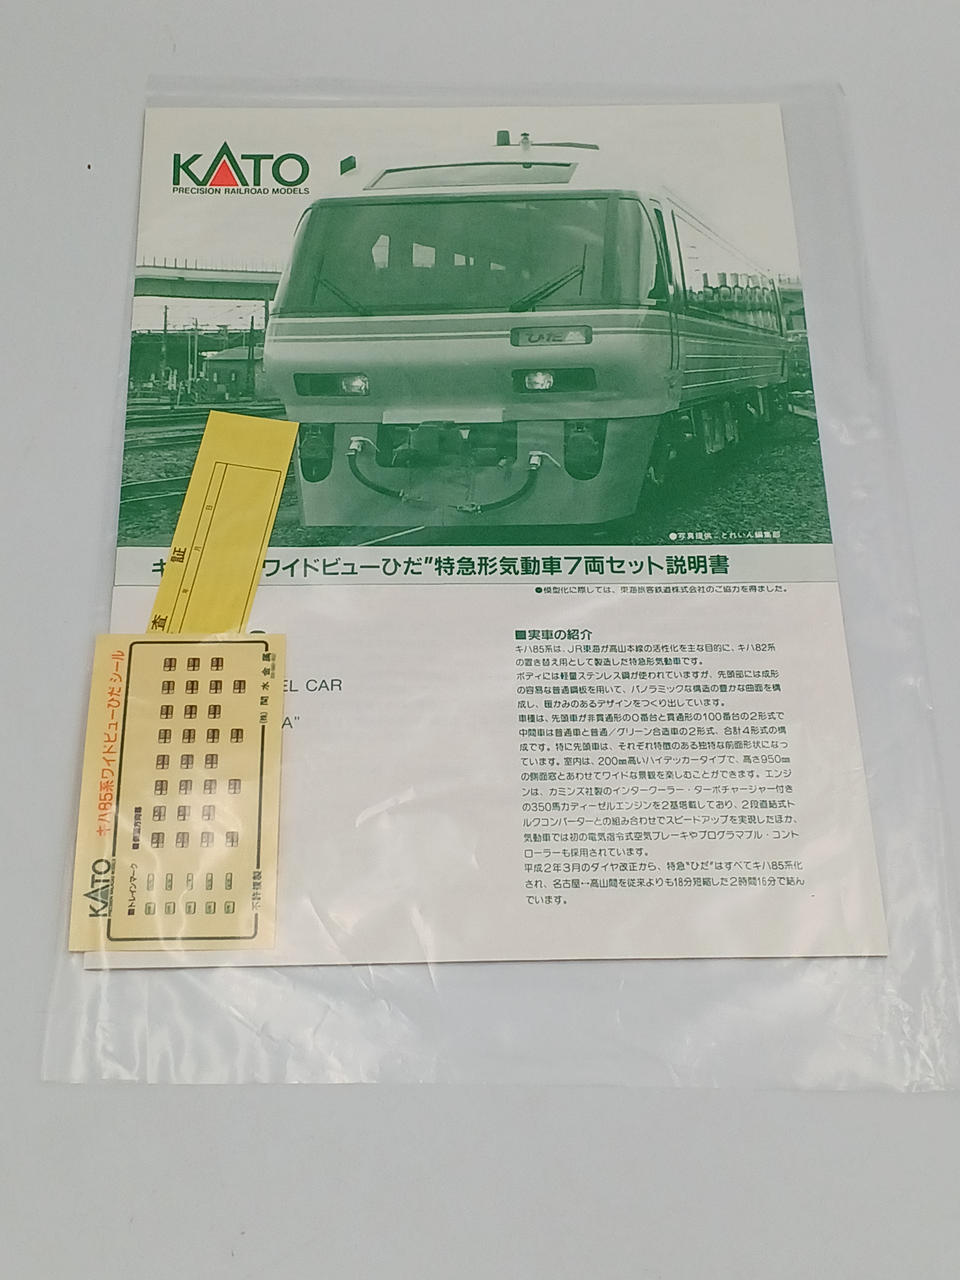 KATO
PRECISION RAILROAD MODELS
ひだ
●写真提供：とれいん編集部
ワイドビューひだ"特急形気動車7両セット説明書
●模型化に際しては、東海旅客鉄道株式会社のご協力を得ました。
EL CAR
A"
■実車の紹介
キハ85系は、JR東海が高山本線の活性化を主な目的に、キハ82系
の置き替え用として製造した特急形気動車です。
ボディには軽量ステンレス鋼が使われていますが、先頭部には成形
の容易な普通鋼板を用いて、パノラミックな構造の豊かな曲面を構
成し、暖かみのあるデザインをつくり出しています。
車種は、先頭車が非貫通形の0番台と貫通形の100番台の2形式で
中間車は普通車と普通／グリーン合造車の2形式、合計4形式の構
成です。特に先頭車は、それぞれ特徴のある独特な前面形状になっ
ています。室内は、200㎜高いハイデッカータイプで、高さ950㎜
の側面窓とあわせてワイドな景観を楽しむことができます。エンジ
ンは、カミンズ社製のインタークーラー・ターボチャージャー付き
の350馬力ディーゼルエンジンを2基搭載しており、2段直結式ト
ルクコンバーターとの組み合わせでスピードアップを実現したほか、
気動車では初の電気指令式空気ブレーキやプログラマブル・コント
ローラーも採用されています。
平成2年3月のダイヤ改正から、特急"ひだ"はすべてキハ85系化
され、名古屋↔高山間を従来よりも18分短縮した2時間16分で結ん
でいます。
査 証
年 月 日
KATO
キハ85系ワイドビューひだ シール
■トレインマーク
(株) 関水金属
不許複製